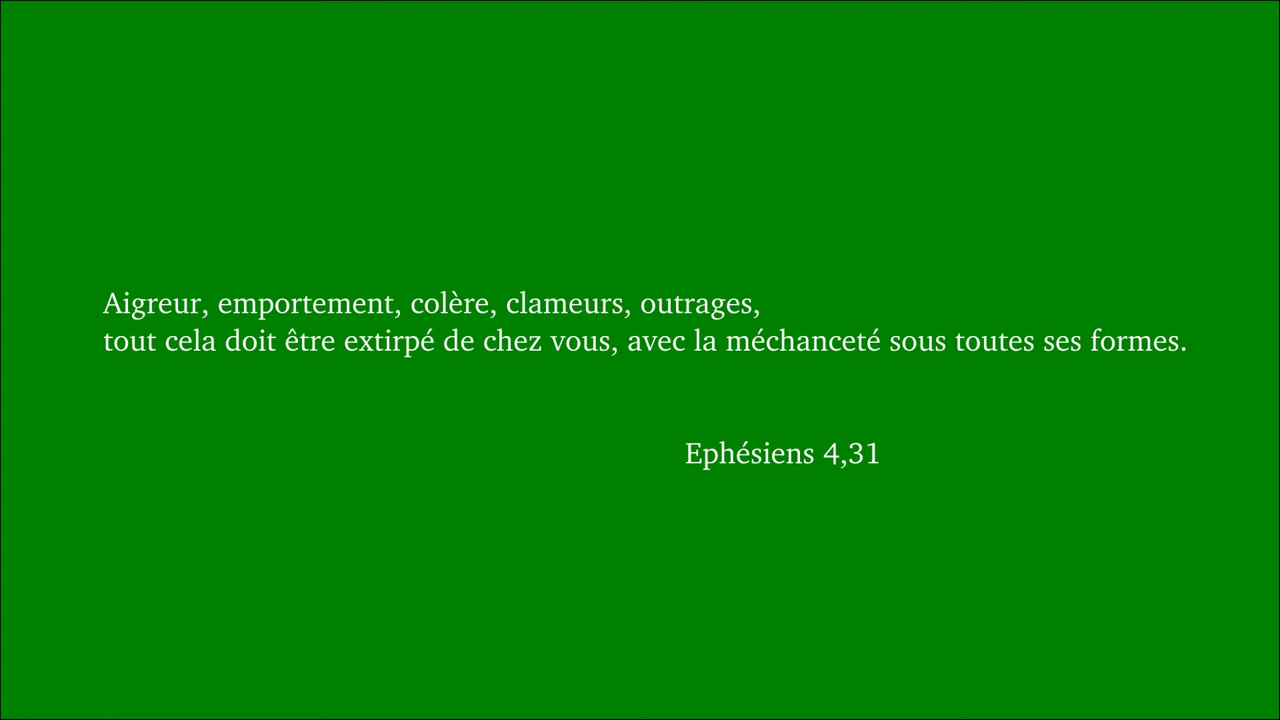 Aigreur, emportement, colère, clameurs, outrages,
tout cela doit être extirpé de chez vous, avec la méchanceté sous toutes ses formes.
Ephésiens 4,31